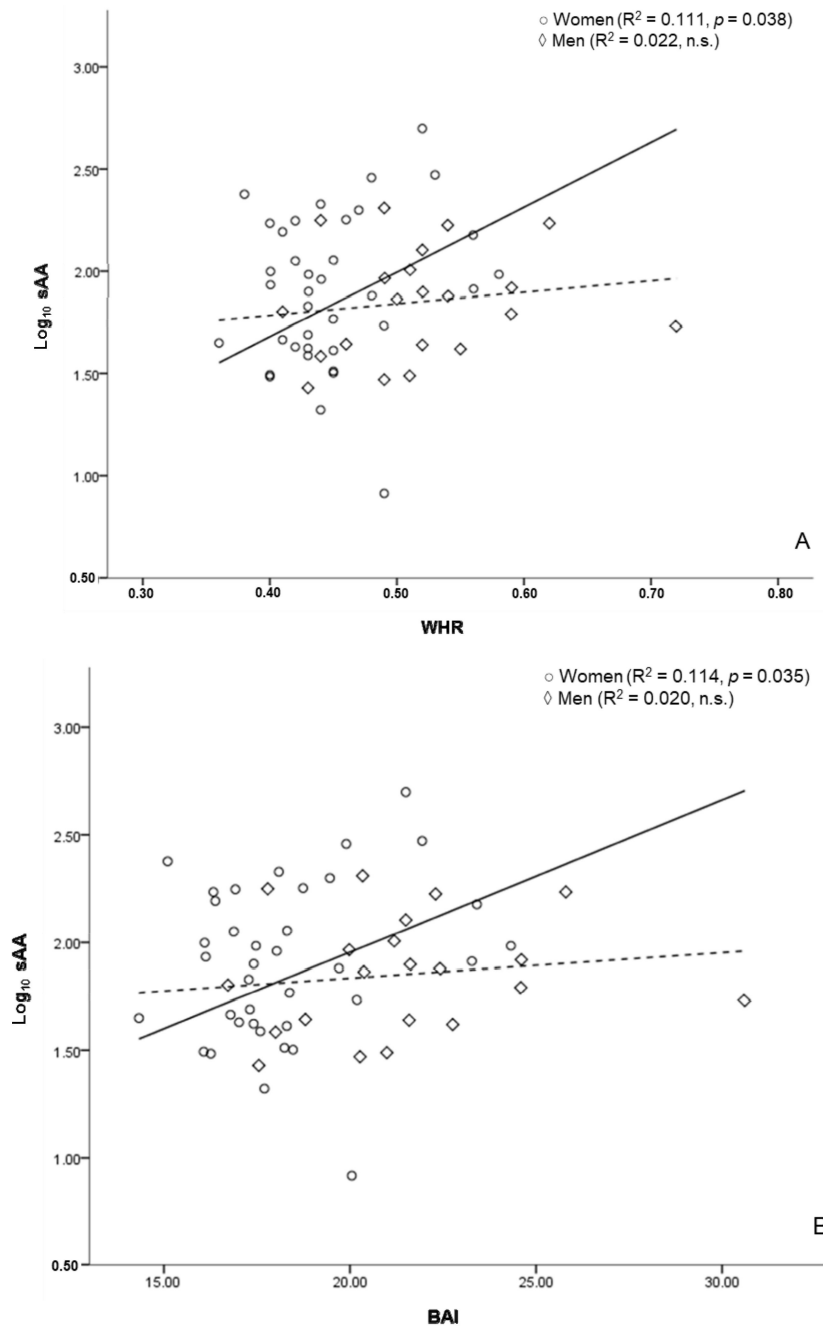 ○ Women (R² = 0.111, p = 0.038)
◇ Men (R² = 0.022, n.s.)
3.00
2.50
2.00
1.50
1.00
0.50
Log₁₀ sAA
0.30 0.40 0.50 0.60 0.70 0.80
WHR
A
○ Women (R² = 0.114, p = 0.035)
◇ Men (R² = 0.020, n.s.)
3.00
2.50
2.00
1.50
1.00
0.50
Log₁₀ sAA
15.00 20.00 25.00 30.00
BAI